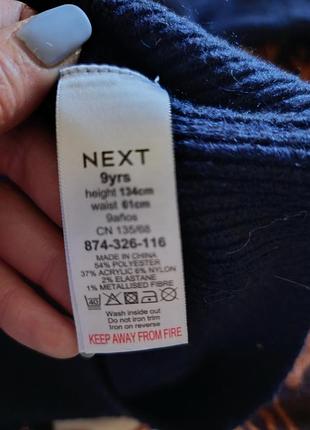 NEXT
9yrs
height 134cm
waist 61cm
9años
CN 135/68
874-326-116
MADE IN CHINA
54% POLYESTER
37% ACRYLIC 6% NYLON
2% ELASTANE
1% METALLISED FIBRE
40
Wash inside out
Do not iron trim
Iron on reverse
KEEP AWAY FROM FIRE